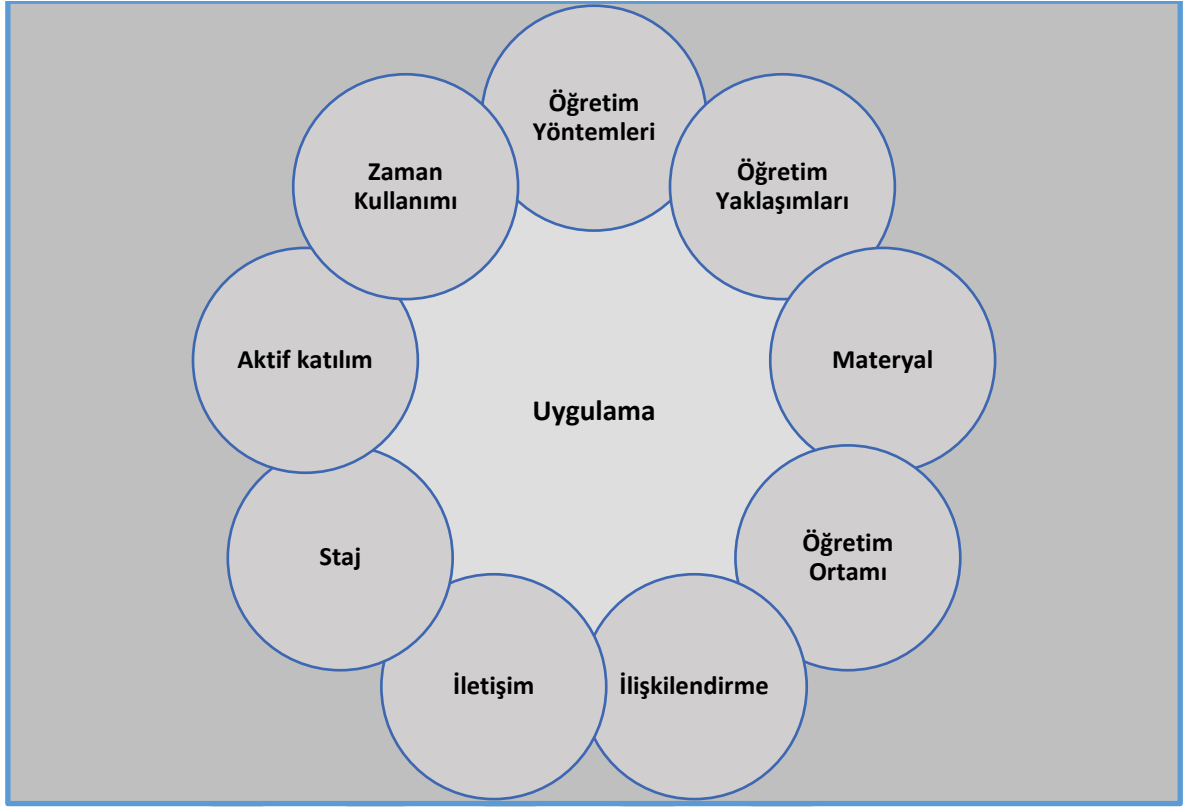 Öğretim
Yöntemleri
Öğretim
Yaklaşımları
Materyal
Öğretim
Ortamı
İlişkilendirme
İletişim
Staj
Aktif katılım
Zaman
Kullanımı
Uygulama